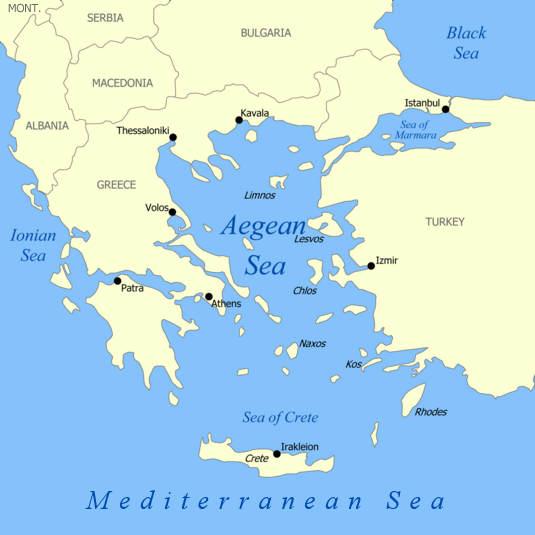 MONT.
SERBIA
BULGARIA
Black
Sea
MACEDONIA
Istanbul
Kavala
Sea of
Marmara
ALBANIA
Thessaloniki
GREECE
Limnos
Volos
Aegean
Sea
TURKEY
Ionian
Sea
Lesvos
Izmir
Patra
Chlos
Athens
Naxos
Kos
Rhodes
Sea of Crete
Irakleion
Crete
Mediterranean Sea